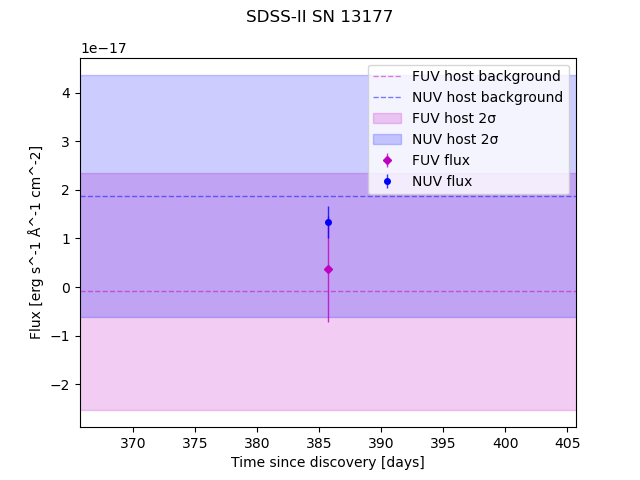 SDSS-II SN 13177
1e−17
FUV host background
NUV host background
FUV host 2σ
NUV host 2σ
FUV flux
NUV flux
4
3
2
1
0
−1
−2
Flux [erg s^-1 Å^-1 cm^-2]
370 375 380 385 390 395 400 405
Time since discovery [days]